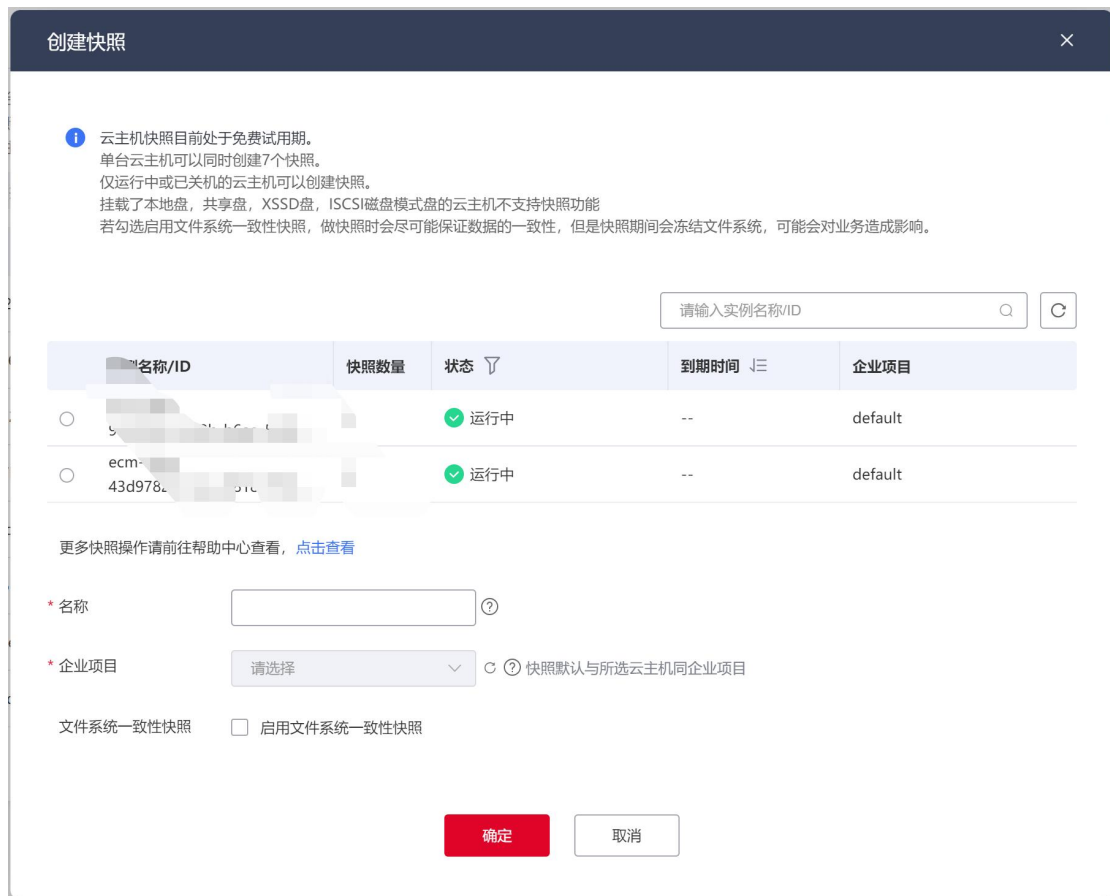 创建快照
云主机快照目前处于免费试用期。
单台云主机可以同时创建7个快照。
仅运行中或已关机的云主机可以创建快照。
挂载了本地盘，共享盘，XSSD盘，ISCSI磁盘模式盘的云主机不支持快照功能
若勾选启用文件系统一致性快照，做快照时会尽可能保证数据的一致性，但是快照期间会冻结文件系统，可能会对业务造成影响。
请输入实例名称/ID
名称/ID 快照数量 状态 到期时间 企业项目
运行中 -- default
ecm-
43d978
运行中 -- default
更多快照操作请前往帮助中心查看，点击查看
* 名称
* 企业项目 请选择 快照默认与所选云主机同企业项目
文件系统一致性快照 启用文件系统一致性快照
确定 取消